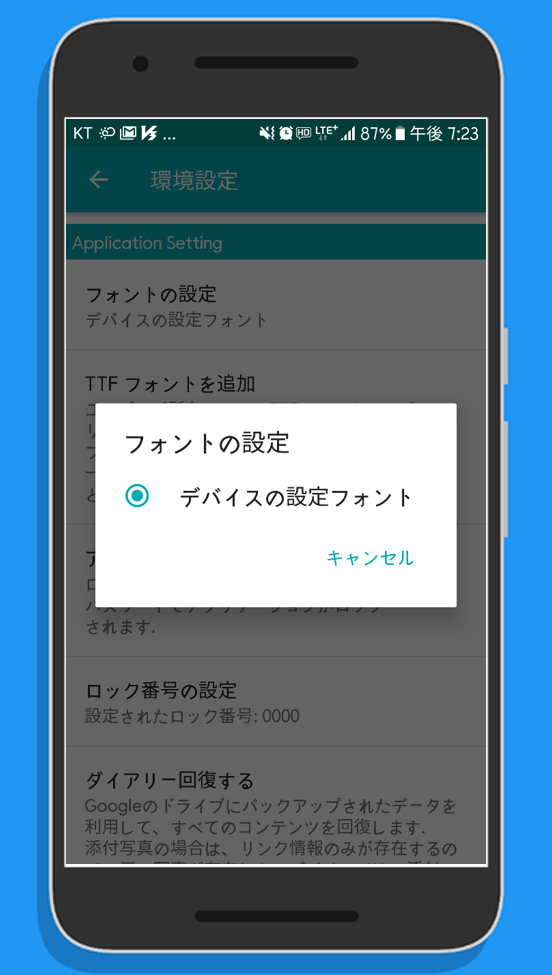 KT ... HD LTE+ 87% 午後 7:23
環境設定
Application Setting
フォントの設定
デバイスの設定フォント
TTF フォントを追加
フォントの設定
デバイスの設定フォント
キャンセル
されます.
ロック番号の設定
設定されたロック番号: 0000
ダイアリー回復する
Googleのドライブにバックアップされたデータを
利用して、すべてのコンテンツを回復します.
添付写真の場合は、リンク情報のみが存在するの